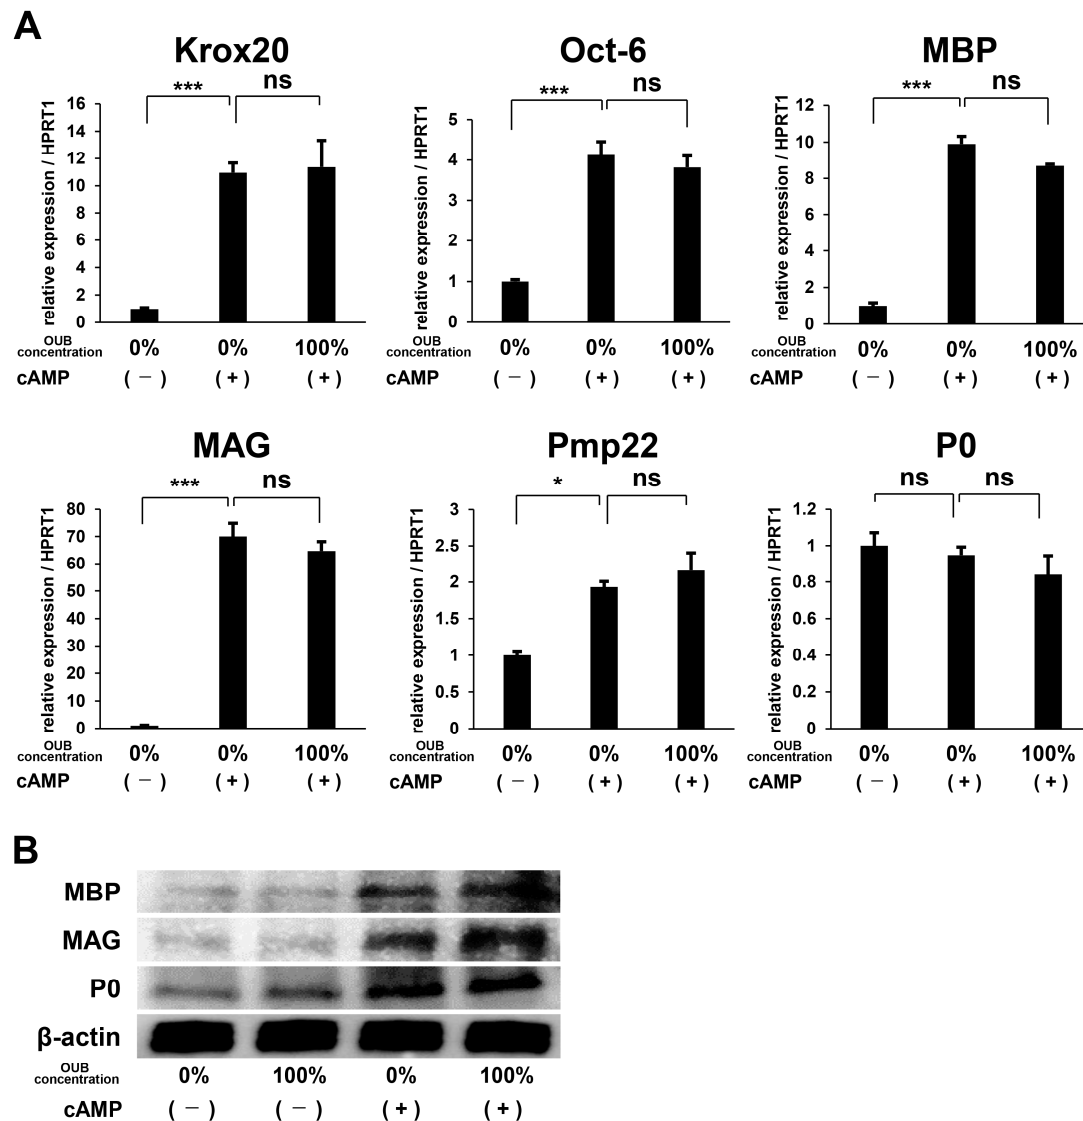 A
Krox20
*** ns
relative expression / HPRT1
16
14
12
10
8
6
4
2
0
OUB
concentration 0% 0% 100%
cAMP (−) (+) (+)
Oct-6
*** ns
relative expression / HPRT1
5
4
3
2
1
0
OUB
concentration 0% 0% 100%
cAMP (−) (+) (+)
MBP
*** ns
relative expression / HPRT1
12
10
8
6
4
2
0
OUB
concentration 0% 0% 100%
cAMP (−) (+) (+)
MAG
*** ns
relative expression / HPRT1
80
70
60
50
40
30
20
10
0
OUB
concentration 0% 0% 100%
cAMP (−) (+) (+)
Pmp22
* ns
relative expression / HPRT1
3
2.5
2
1.5
1
0.5
0
OUB
concentration 0% 0% 100%
cAMP (−) (+) (+)
P0
ns ns
relative expression / HPRT1
1.2
1
0.8
0.6
0.4
0.2
0
OUB
concentration 0% 0% 100%
cAMP (−) (+) (+)
B
MBP
MAG
P0
β-actin
OUB
concentration 0% 100% 0% 100%
cAMP (−) (−) (+) (+)